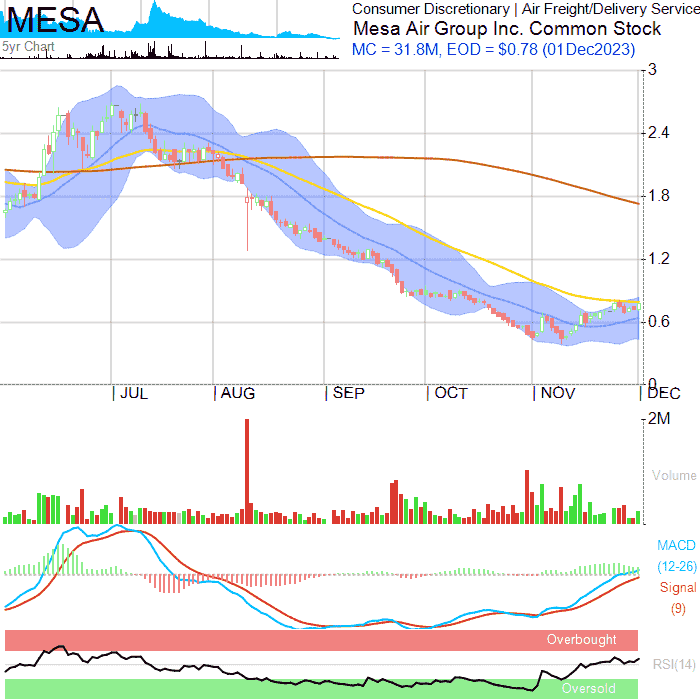 MESA
5yr Chart
Consumer Discretionary | Air Freight/Delivery Service
Mesa Air Group Inc. Common Stock
MC = 31.8M, EOD = $0.78 (01Dec2023)
3
2.4
1.8
1.2
0.6
0
JUL AUG SEP OCT NOV DEC
2M
Volume
MACD
(12-26)
Signal
(9)
Overbought
RSI(14)
Oversold